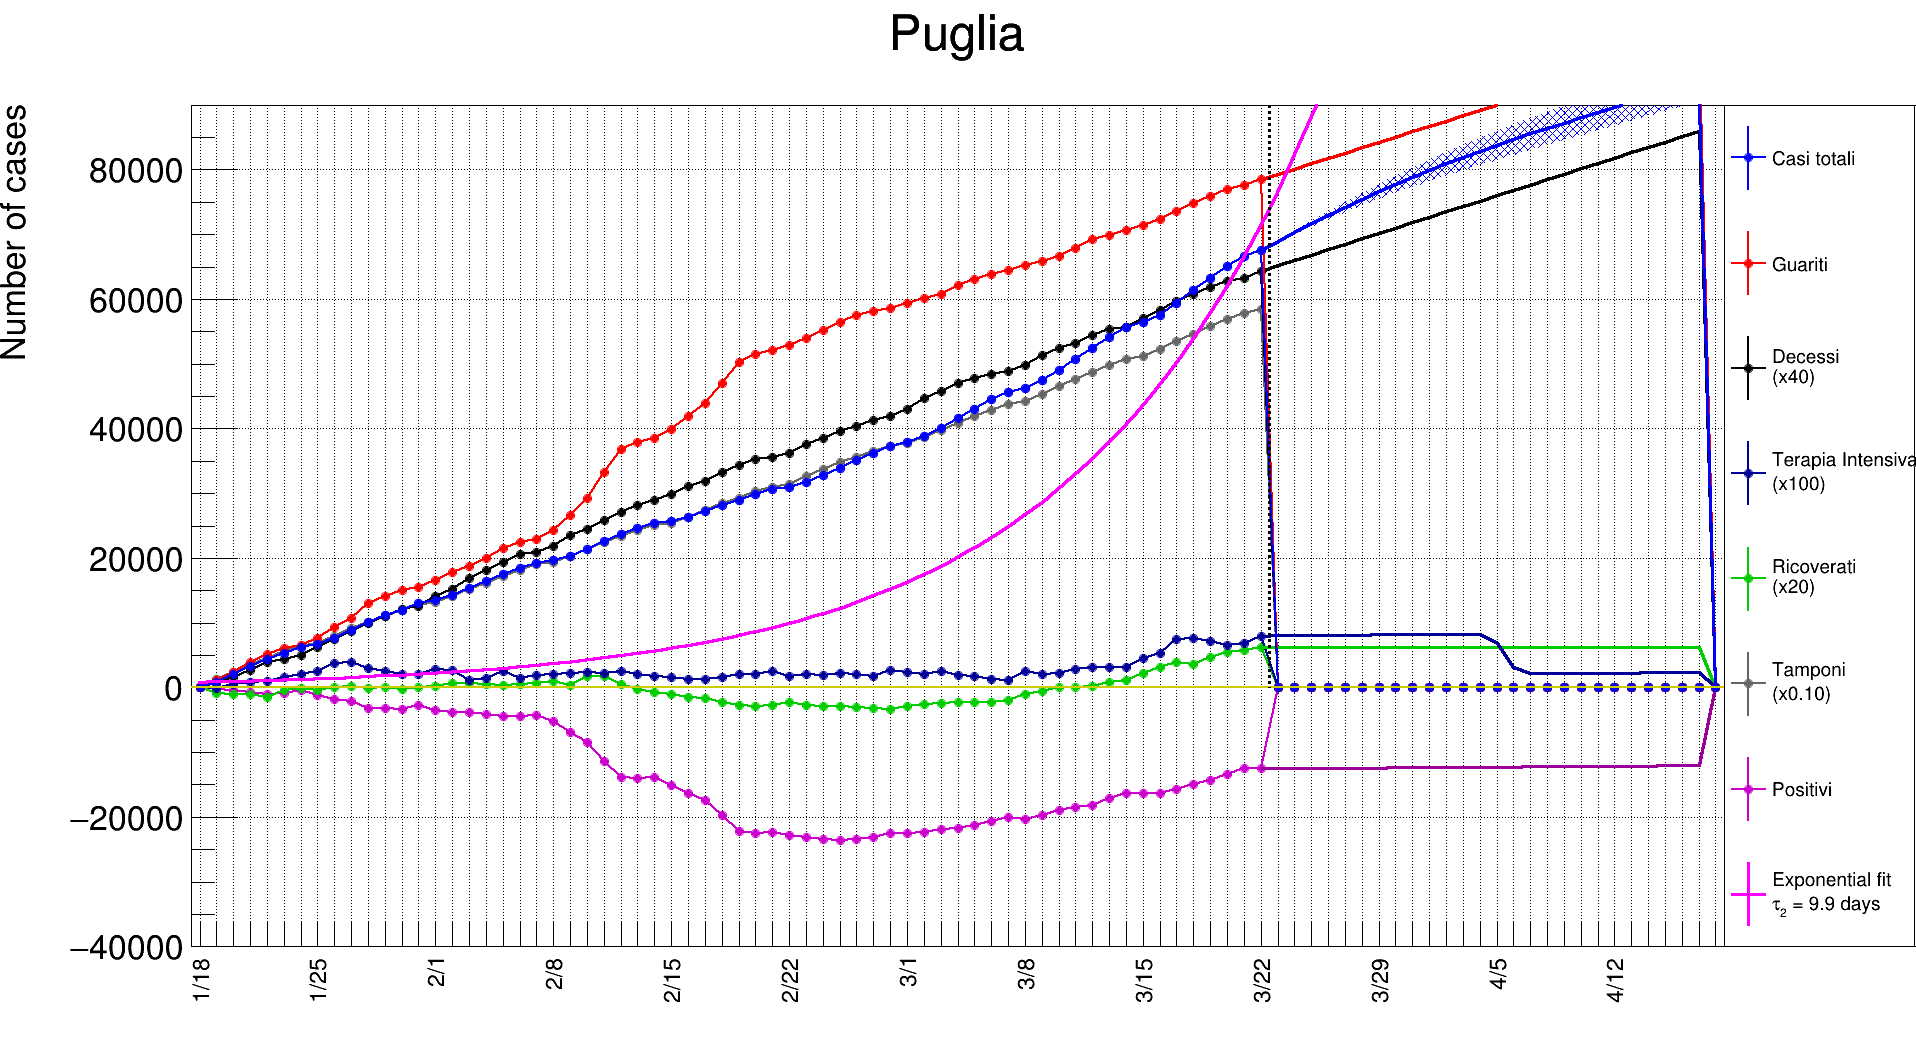 Puglia
Number of cases
80000
60000
40000
20000
0
−20000
−40000
1/18
1/25
2/1
2/8
2/15
2/22
3/1
3/8
3/15
3/22
3/29
4/5
4/12
Casi totali
Guariti
Decessi
(x40)
Terapia Intensiva
(x100)
Ricoverati
(x20)
Tamponi
(x0.10)
Positivi
Exponential fit
τ2 = 9.9 days